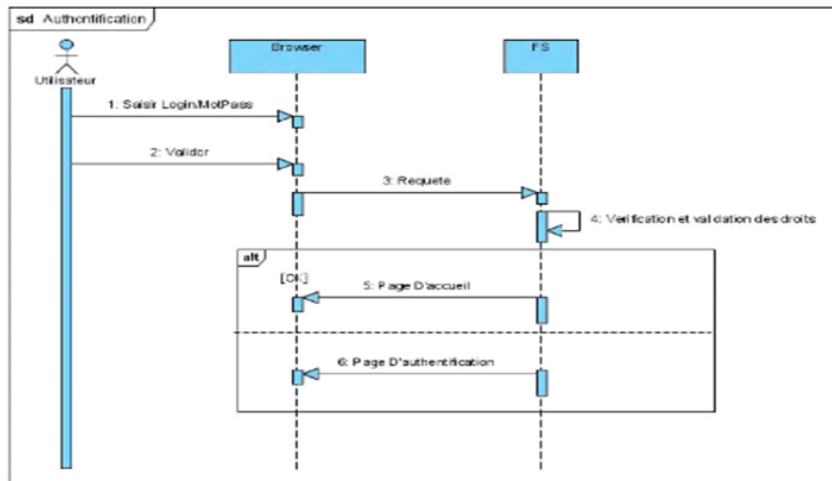 sd Authentification
Utilisateur
Browser
FS
1: Saisir Login/MotPass
2: Valider
3: Requete
4: Verification et validation des droits
alt
[OK]
5: Page D'accueil
6: Page D'authentification